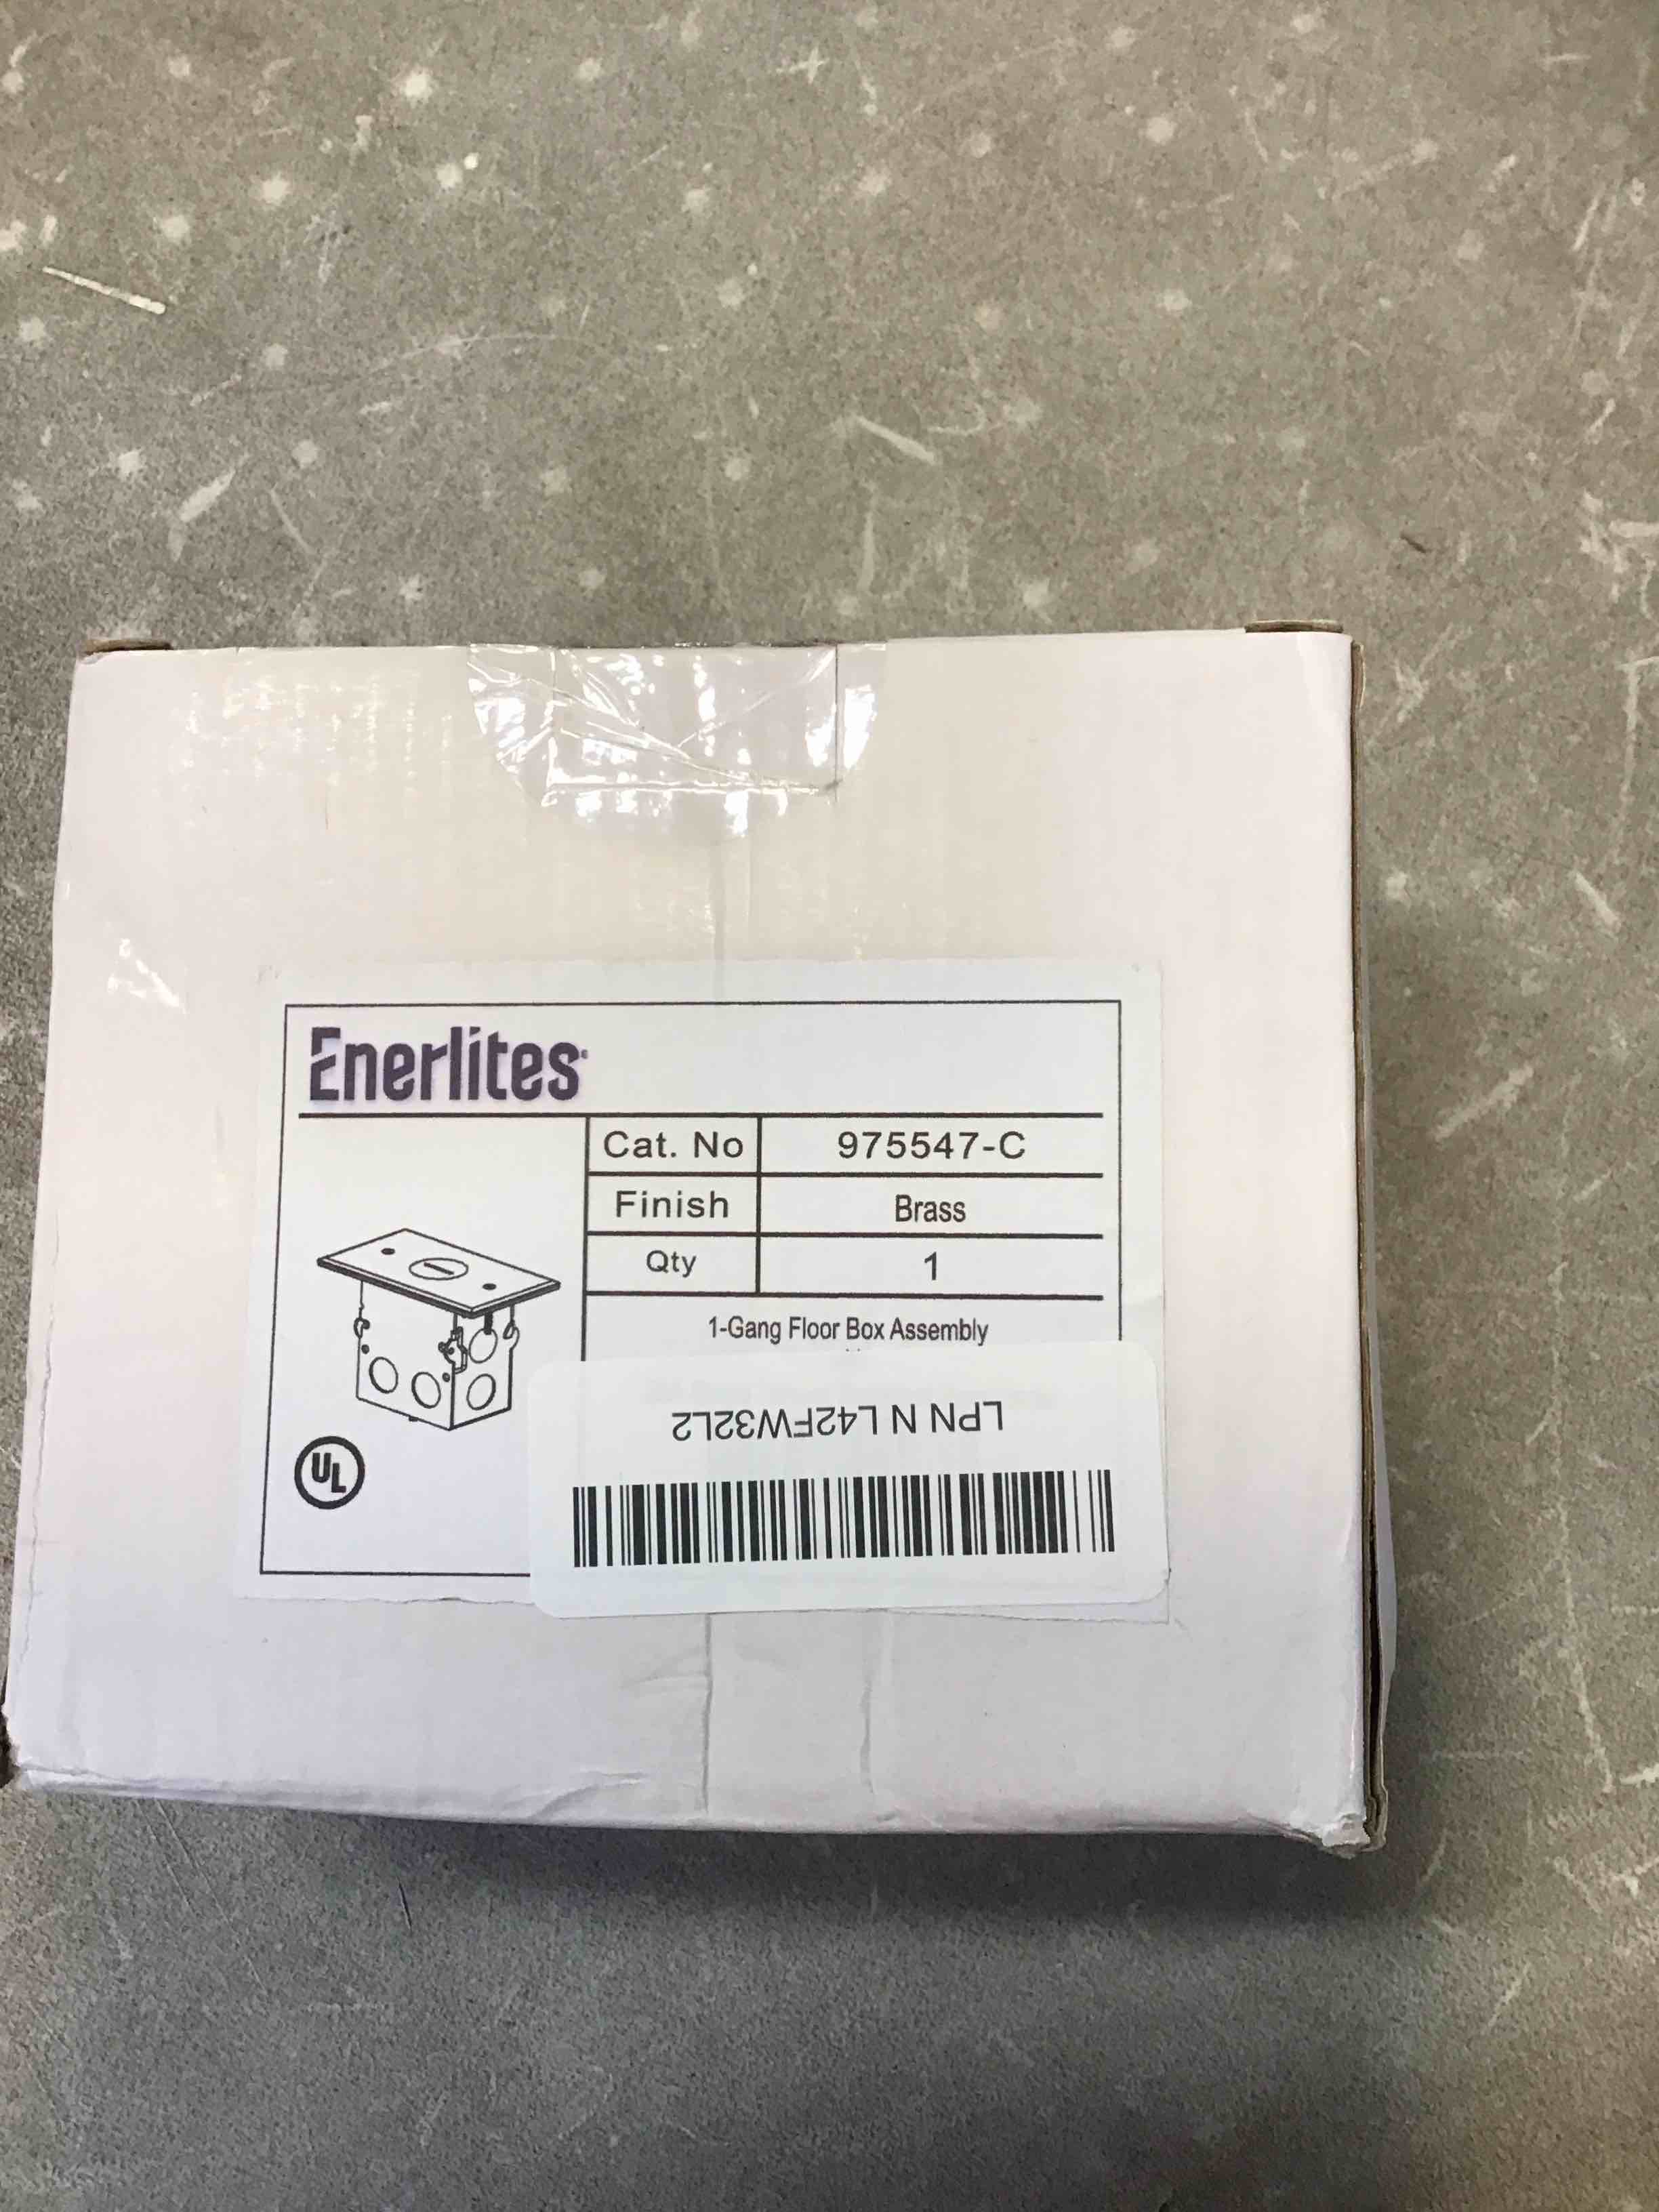 Enerlites
Cat. No 975547-C
Finish Brass
Qty 1
1-Gang Floor Box Assembly
UL
LPN N L42FW32L2